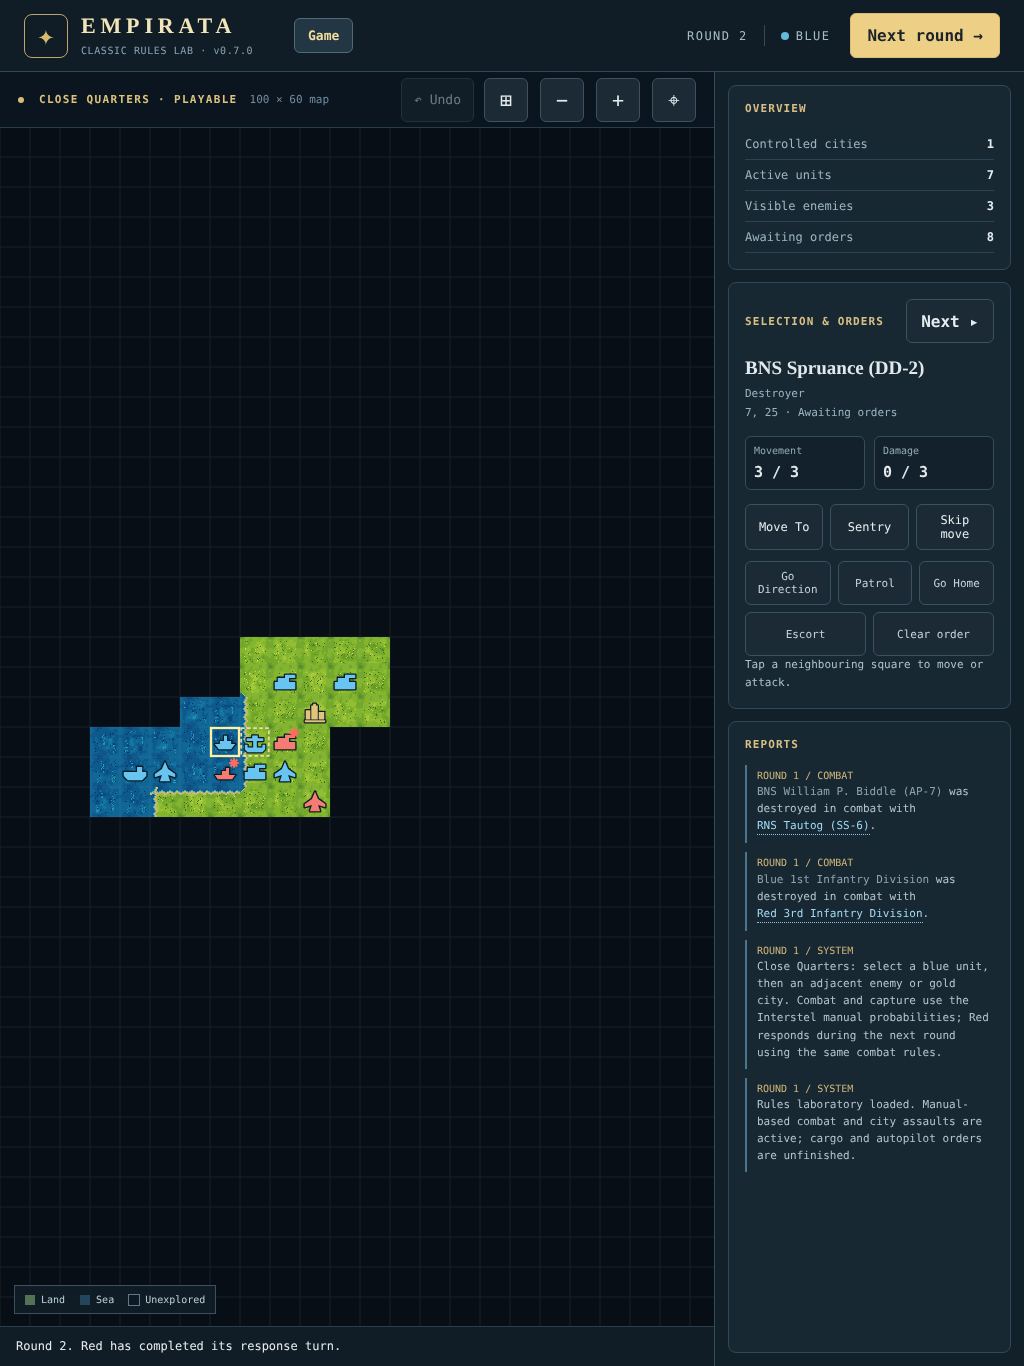 EMPIRATA
CLASSIC RULES LAB · v0.7.0
Game
ROUND 2
BLUE
Next round →
CLOSE QUARTERS · PLAYABLE 100 × 60 map
↶ Undo
OVERVIEW
Controlled cities 1
Active units 7
Visible enemies 3
Awaiting orders 8
SELECTION & ORDERS
Next ▸
BNS Spruance (DD-2)
Destroyer
7, 25 · Awaiting orders
Movement
3 / 3
Damage
0 / 3
Move To
Sentry
Skip
move
Go
Direction
Patrol
Go Home
Escort
Clear order
Tap a neighbouring square to move or
attack.
REPORTS
ROUND 1 / COMBAT
BNS William P. Biddle (AP-7) was
destroyed in combat with
RNS Tautog (SS-6).
ROUND 1 / COMBAT
Blue 1st Infantry Division was
destroyed in combat with
Red 3rd Infantry Division.
ROUND 1 / SYSTEM
Close Quarters: select a blue unit,
then an adjacent enemy or gold
city. Combat and capture use the
Interstel manual probabilities; Red
responds during the next round
using the same combat rules.
ROUND 1 / SYSTEM
Rules laboratory loaded. Manual-
based combat and city assaults are
active; cargo and autopilot orders
are unfinished.
Land
Sea
Unexplored
Round 2. Red has completed its response turn.